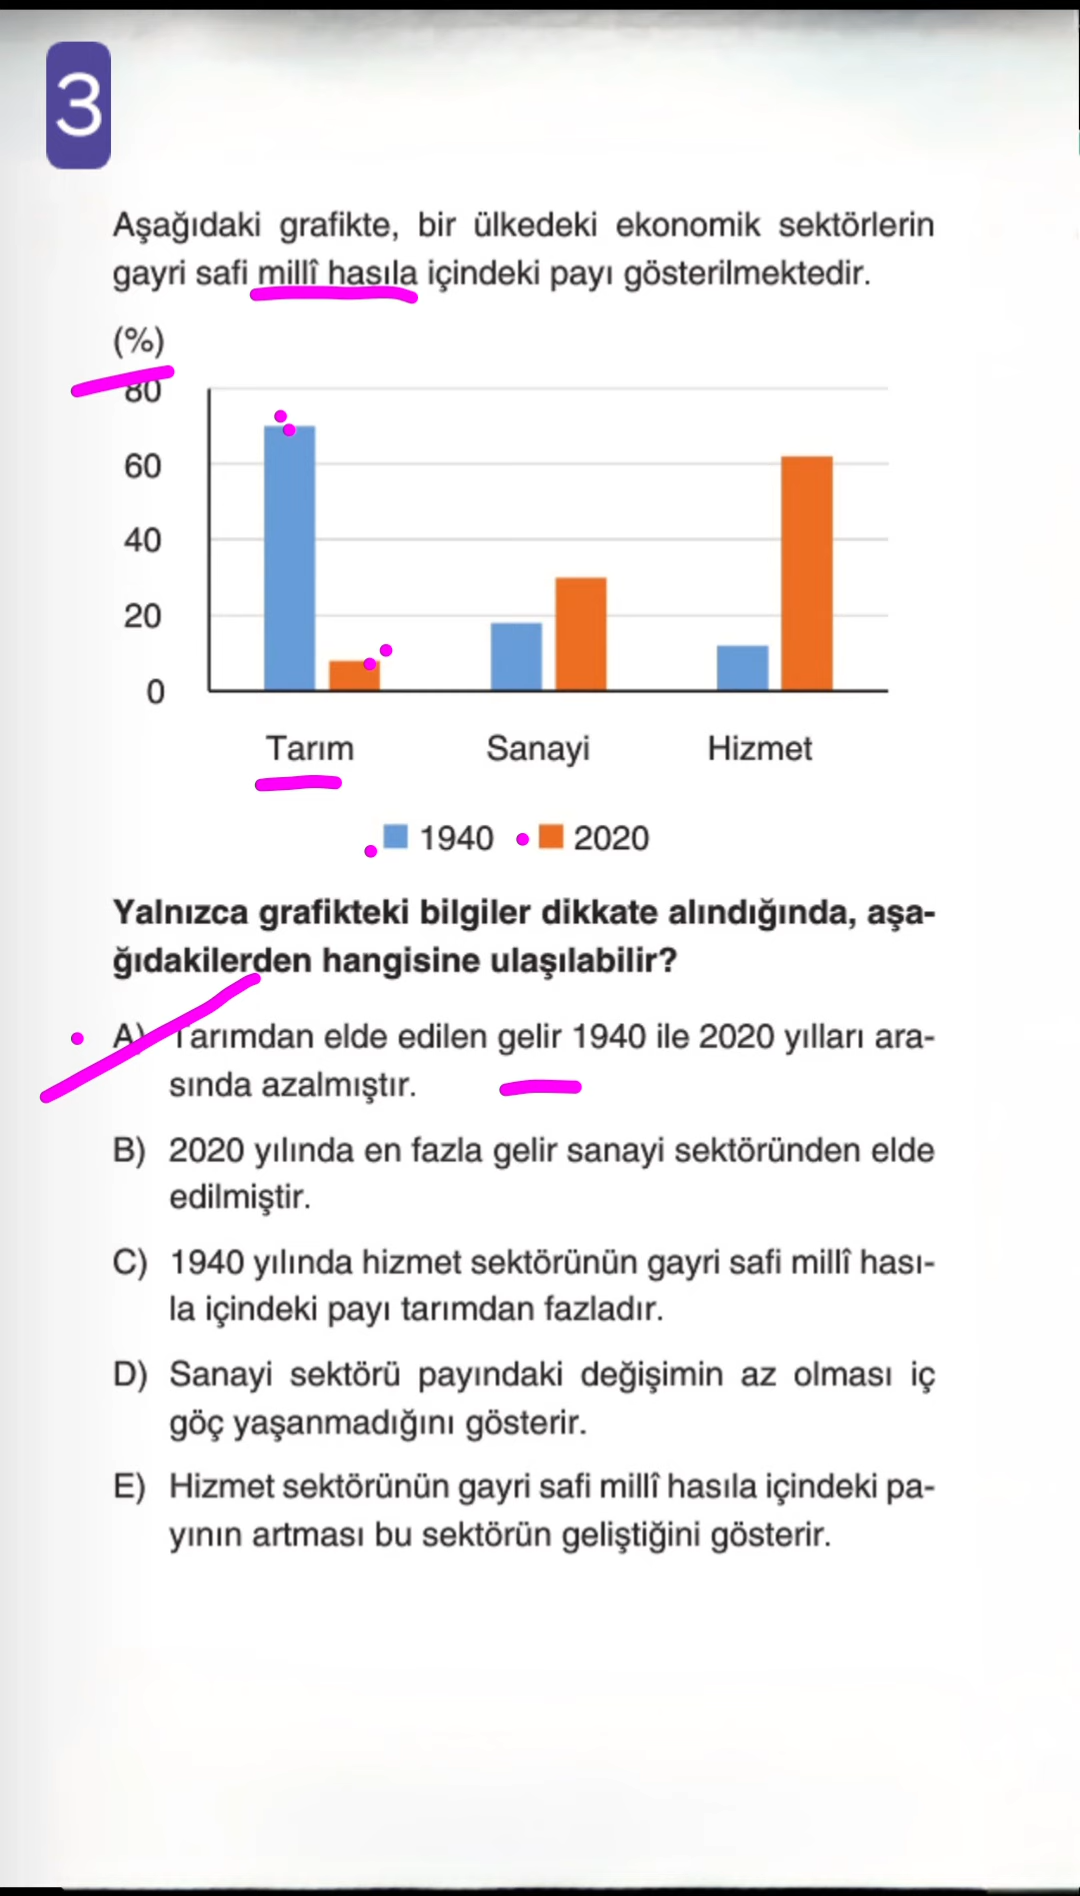 3
Aşağıdaki grafikte, bir ülkedeki ekonomik sektörlerin
gayri safi millî hasıla içindeki payı gösterilmektedir.
(%)
80
60
40
20
0
Tarım Sanayi Hizmet
1940 2020
Yalnızca grafikteki bilgiler dikkate alındığında, aşa-
ğıdakilerden hangisine ulaşılabilir?
A) Tarımdan elde edilen gelir 1940 ile 2020 yılları ara-
sında azalmıştır.
B) 2020 yılında en fazla gelir sanayi sektöründen elde
edilmiştir.
C) 1940 yılında hizmet sektörünün gayri safi millî hası-
la içindeki payı tarımdan fazladır.
D) Sanayi sektörü payındaki değişimin az olması iç
göç yaşanmadığını gösterir.
E) Hizmet sektörünün gayri safi millî hasıla içindeki pa-
yının artması bu sektörün geliştiğini gösterir.